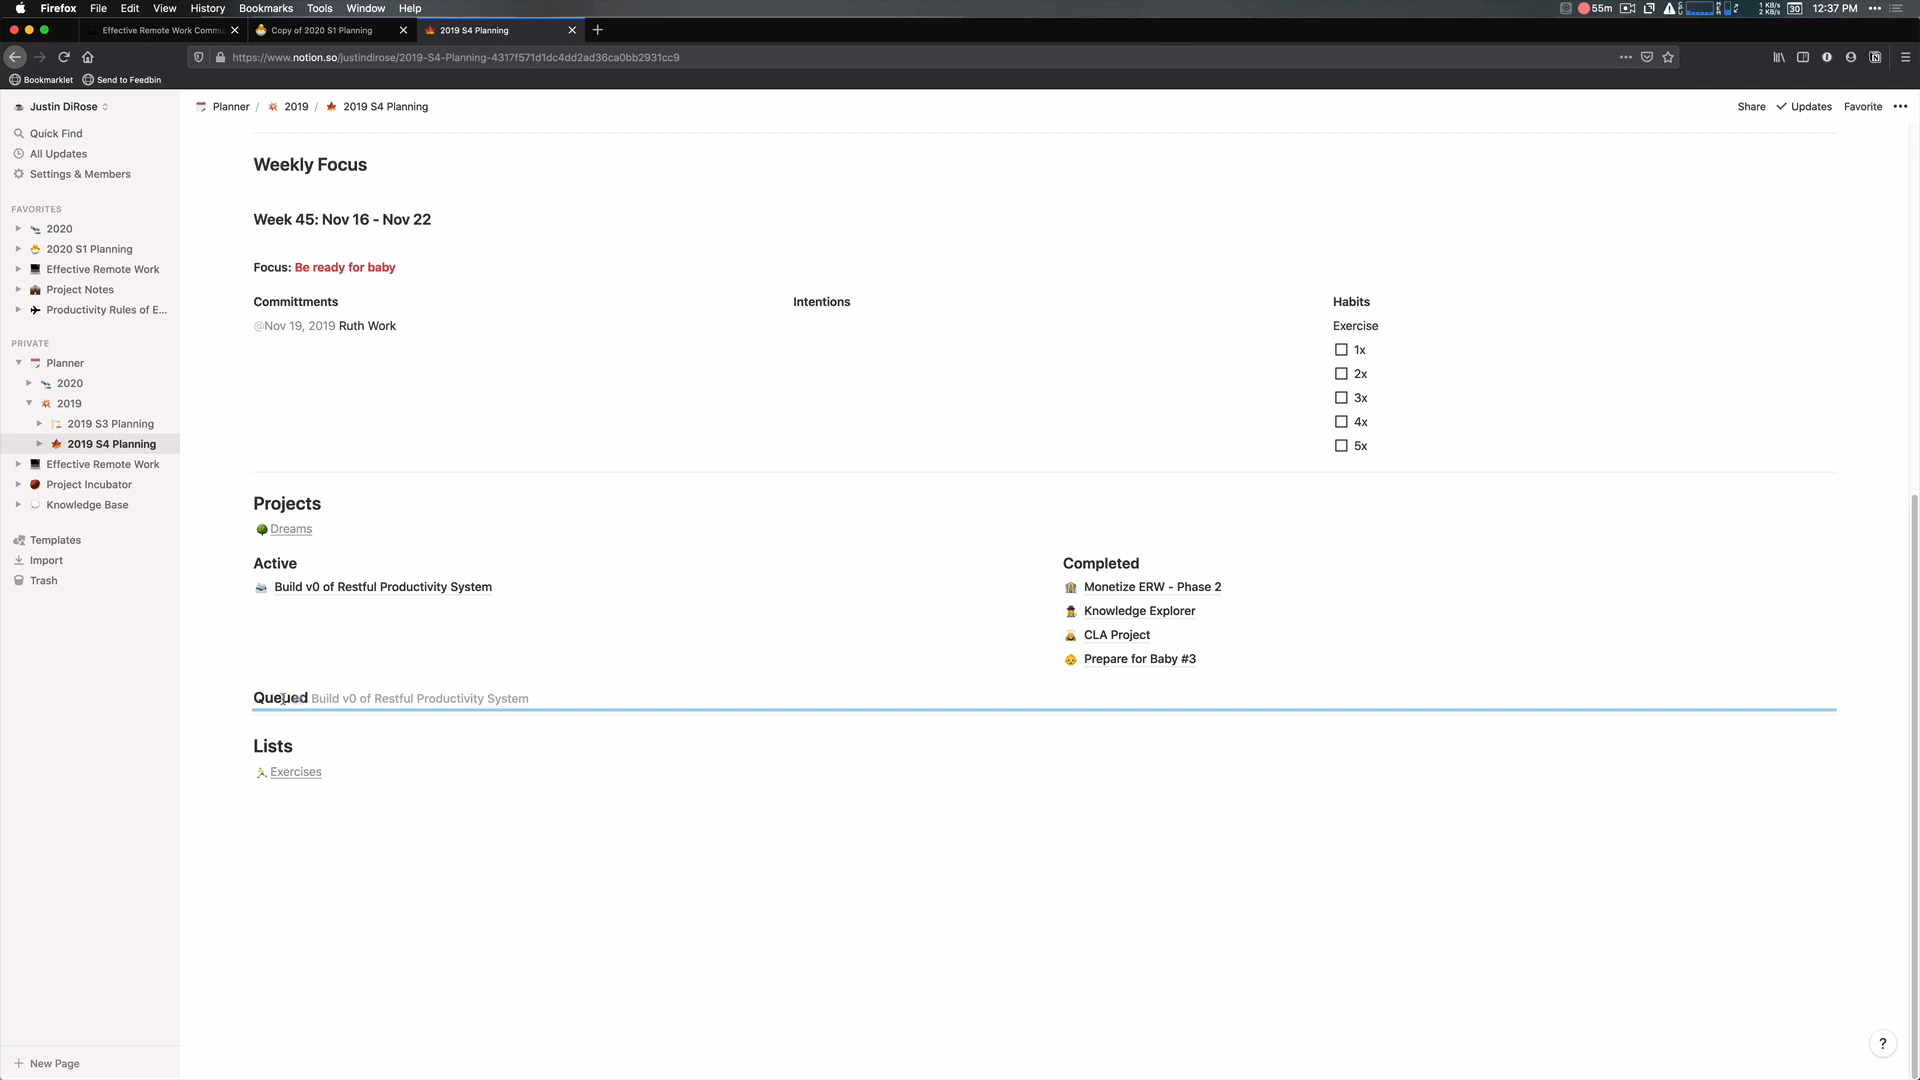 Firefox File Edit View History Bookmarks Tools Window Help
55m
1 KB/s
2 KB/s
30
12:37 PM
Effective Remote Work Commu
Copy of 2020 S1 Planning
2019 S4 Planning
https://www.notion.so/justindirose/2019-S4-Planning-4317f571d1dc4dd2ad36ca0bb2931cc9
Bookmarklet Send to Feedbin
Justin DiRose
Planner / 2019 / 2019 S4 Planning
Share Updates Favorite
Quick Find
All Updates
Settings & Members
FAVORITES
2020
2020 S1 Planning
Effective Remote Work
Project Notes
Productivity Rules of E...
PRIVATE
Planner
2020
2019
2019 S3 Planning
2019 S4 Planning
Effective Remote Work
Project Incubator
Knowledge Base
Templates
Import
Trash
New Page
Weekly Focus
Week 45: Nov 16 - Nov 22
Focus: Be ready for baby
Committments
@Nov 19, 2019 Ruth Work
Intentions
Habits
Exercise
1x
2x
3x
4x
5x
Projects
Dreams
Active
Build v0 of Restful Productivity System
Completed
Monetize ERW - Phase 2
Knowledge Explorer
CLA Project
Prepare for Baby #3
Queued
Build v0 of Restful Productivity System
Lists
Exercises
?